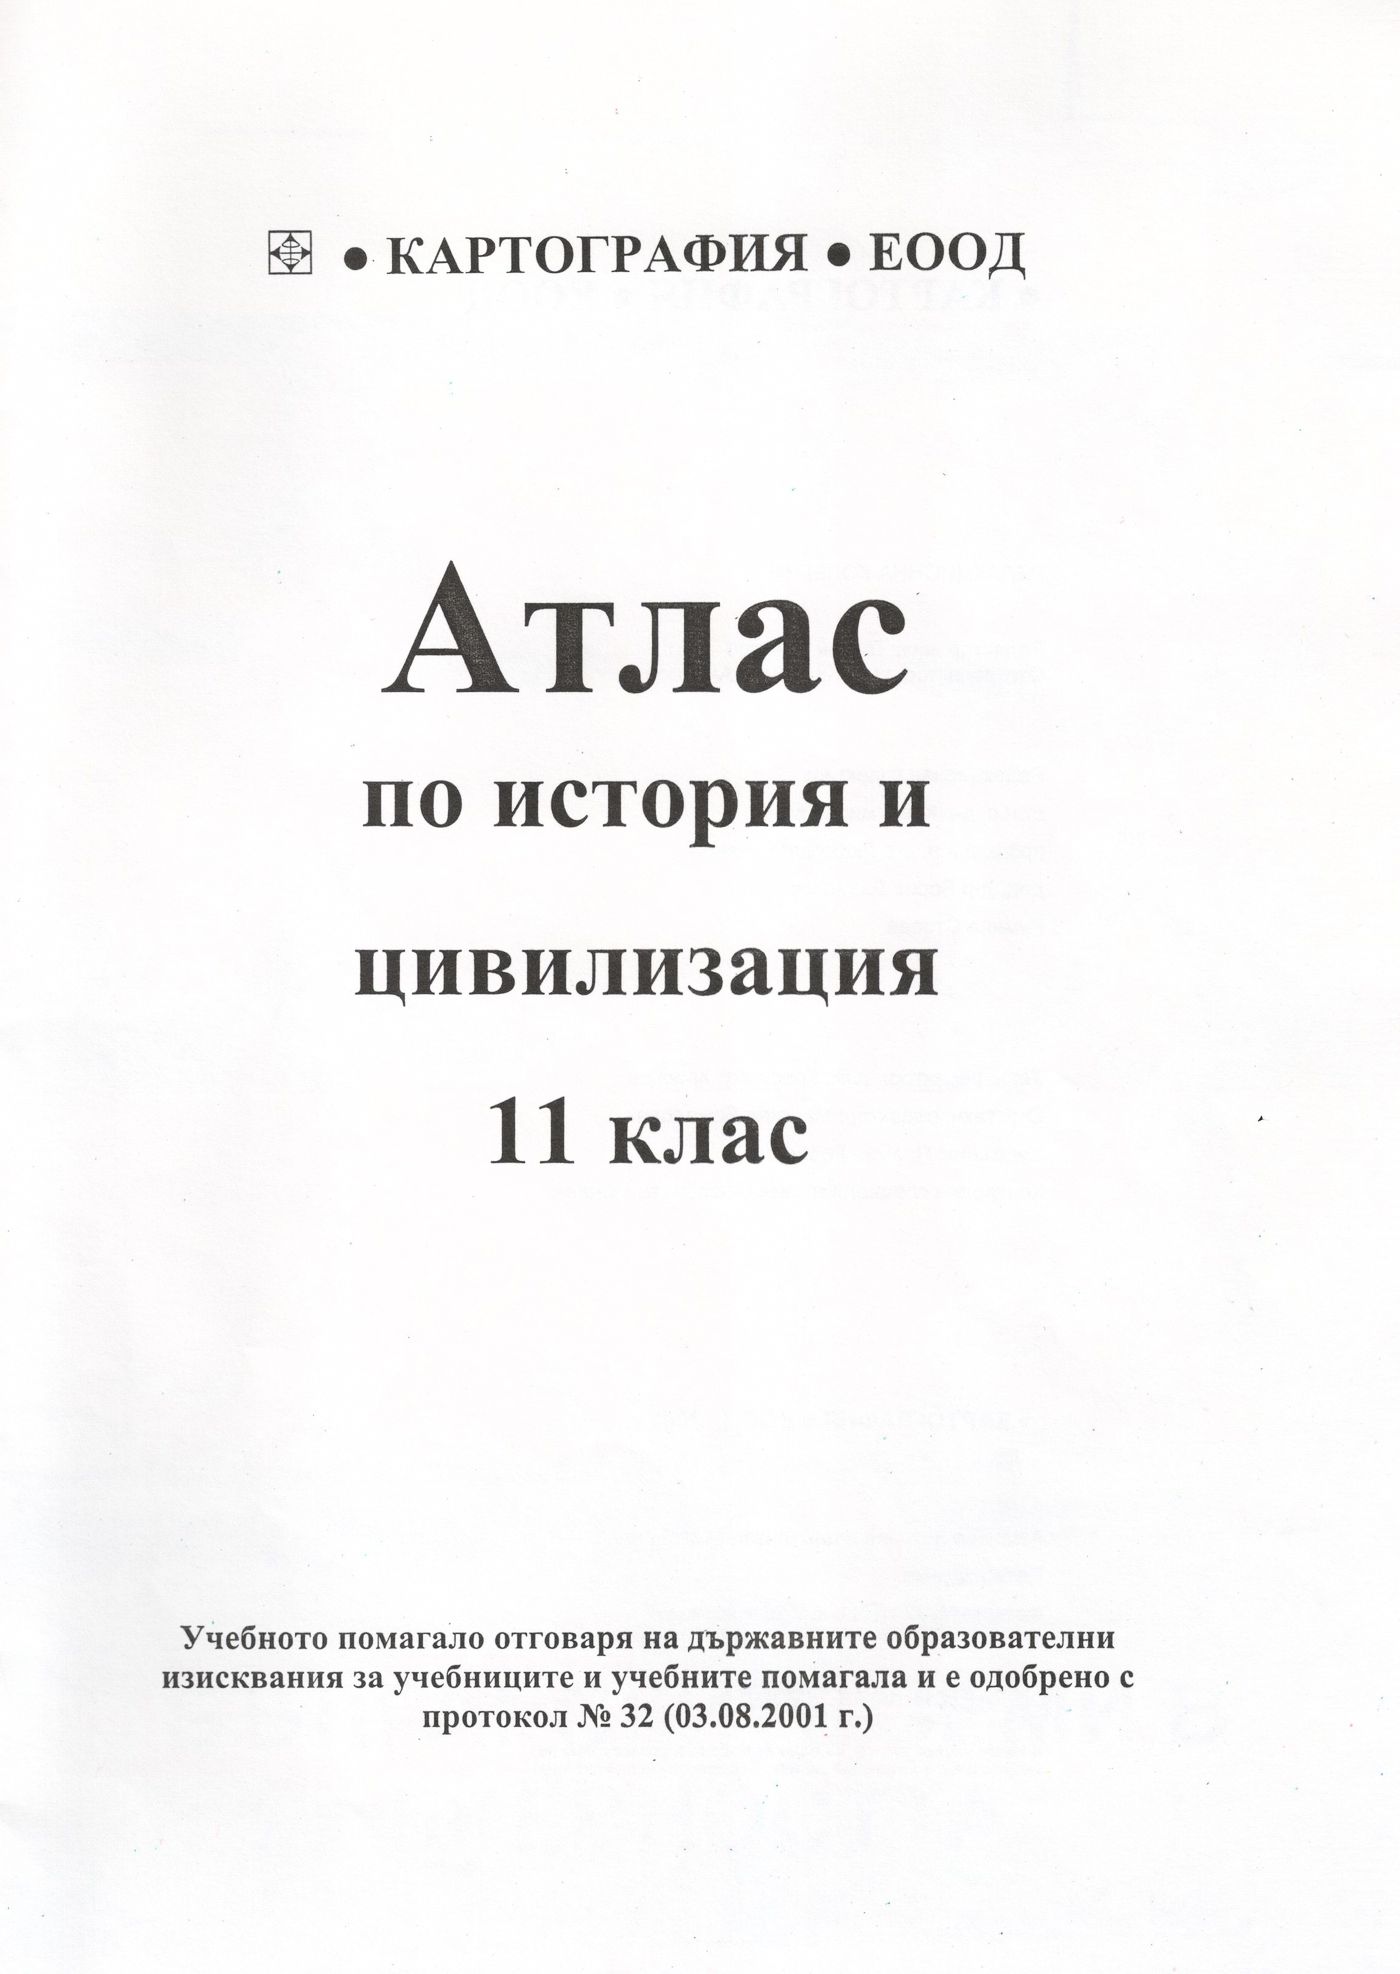 • КАРТОГРАФИЯ • ЕООД
Атлас
по история и
цивилизация
11 клас
Учебното помагало отговаря на държавните образователни
изисквания за учебниците и учебните помагала и е одобрено с
протокол № 32 (03.08.2001 г.)